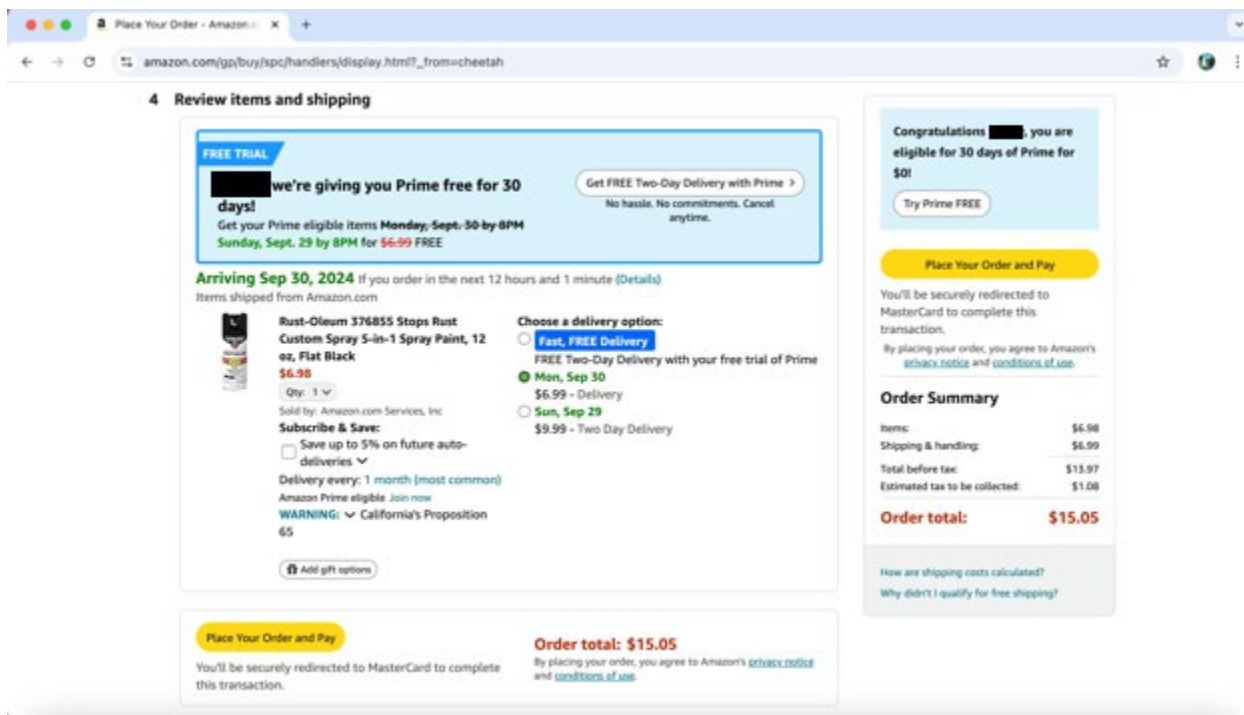 Place Your Order - Amazon.c
amazon.com/gp/buy/spc/handlers/display.html?_from=cheetah
4 Review items and shipping
FREE TRIAL
we're giving you Prime free for 30
days!
Get your Prime eligible items Monday, Sept. 30 by 8PM
Sunday, Sept. 29 by 8PM for $6.99 FREE
Get FREE Two-Day Delivery with Prime >
No hassle. No commitments. Cancel
anytime.
Arriving Sep 30, 2024 If you order in the next 12 hours and 1 minute (Details)
Items shipped from Amazon.com
Rust-Oleum 376855 Stops Rust
Custom Spray 5-in-1 Spray Paint, 12
oz, Flat Black
$6.98
Qty: 1
Sold by: Amazon.com Services, Inc
Subscribe & Save:
Save up to 5% on future auto-
deliveries
Delivery every: 1 month (most common)
Amazon Prime eligible Join now
WARNING: California's Proposition
65
Add gift options
Choose a delivery option:
Fast, FREE Delivery
FREE Two-Day Delivery with your free trial of Prime
Mon, Sep 30
$6.99 - Delivery
Sun, Sep 29
$9.99 - Two Day Delivery
Place Your Order and Pay
You'll be securely redirected to MasterCard to complete
this transaction.
Order total: $15.05
By placing your order, you agree to Amazon's privacy notice
and conditions of use.
Congratulations , you are
eligible for 30 days of Prime for
$0!
Try Prime FREE
Place Your Order and Pay
You'll be securely redirected to
MasterCard to complete this
transaction.
By placing your order, you agree to Amazon's
privacy notice and conditions of use.
Order Summary
Items: $6.98
Shipping & handling: $6.99
Total before tax: $13.97
Estimated tax to be collected: $1.08
Order total: $15.05
How are shipping costs calculated?
Why didn't I qualify for free shipping?